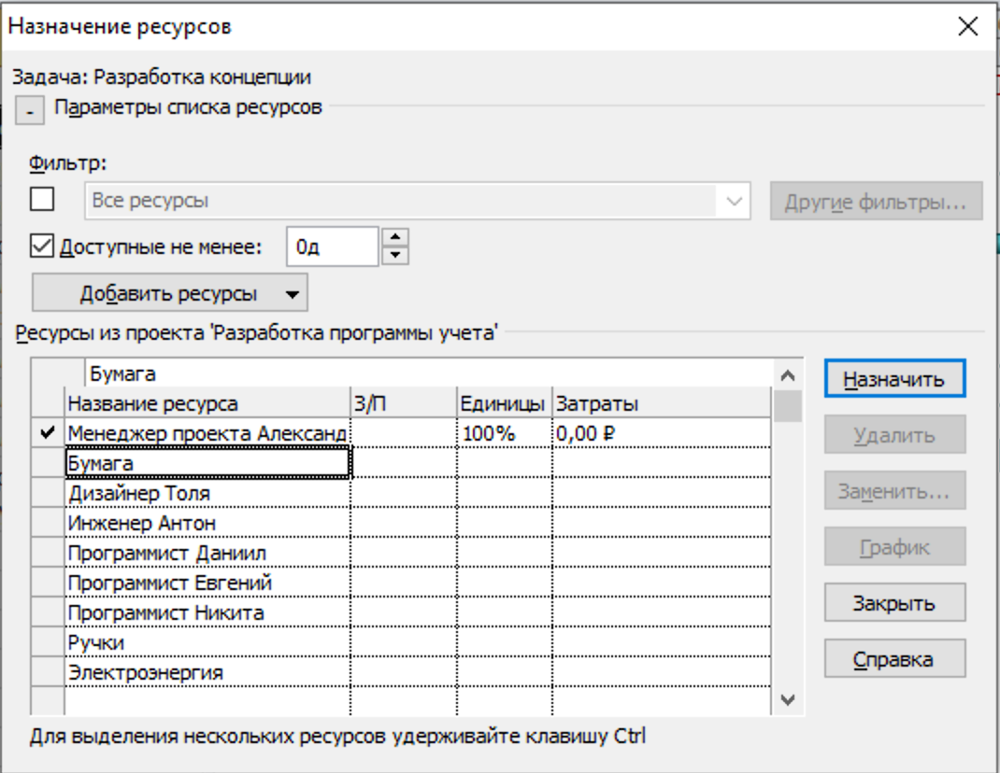 Назначение ресурсов
Задача: Разработка концепции
- Параметры списка ресурсов
Фильтр:
Все ресурсы Другие фильтры...
Доступные не менее: 0д
Добавить ресурсы
Ресурсы из проекта 'Разработка программы учета'
Бумага
Название ресурса З/П Единицы Затраты
Менеджер проекта Александ 100% 0,00 ₽
Бумага
Дизайнер Толя
Инженер Антон
Программист Даниил
Программист Евгений
Программист Никита
Ручки
Электроэнергия
Назначить
Удалить
Заменить...
График
Закрыть
Справка
Для выделения нескольких ресурсов удерживайте клавишу Ctrl